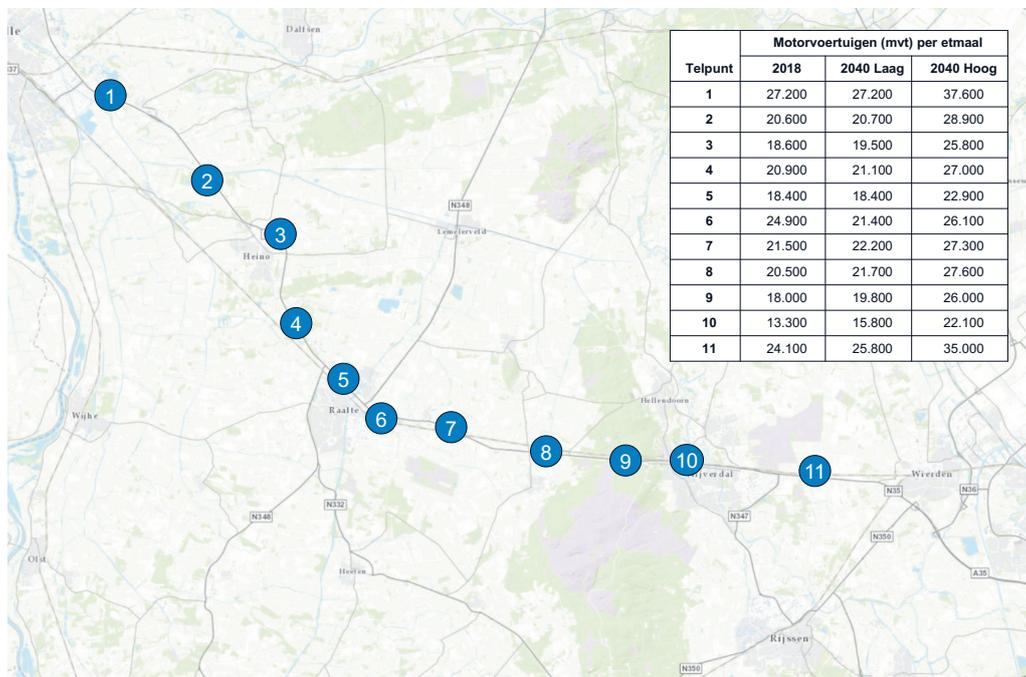 lle
Dalfsen
N37
Motorvoertuigen (mvt) per etmaal
Telpunt 2018 2040 Laag 2040 Hoog
1 27.200 27.200 37.600
2 20.600 20.700 28.900
3 18.600 19.500 25.800
4 20.900 21.100 27.000
5 18.400 18.400 22.900
6 24.900 21.400 26.100
7 21.500 22.200 27.300
8 20.500 21.700 27.600
9 18.000 19.800 26.000
10 13.300 15.800 22.100
11 24.100 25.800 35.000
1
2
N348
3
Lemelerveld
Heino
4
5
Raalte
Hellendoorn
Wijhe
6
7
8
9
10
ijverdal
11
Wierden
N35
N36
N332
N348
N347
N350
Olst
Heeten
A35
Rijssen
N350